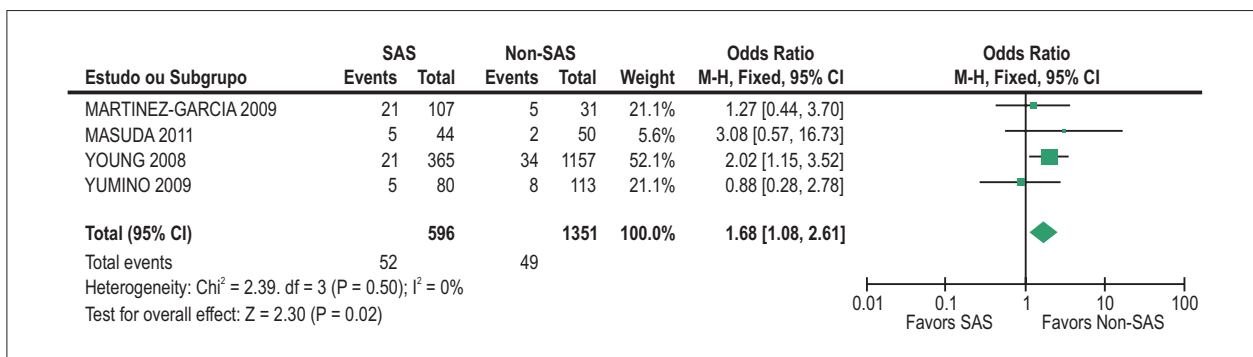 SAS Non-SAS Odds Ratio Odds Ratio
Estudo ou Subgrupo Events Total Events Total Weight M-H, Fixed, 95% CI M-H, Fixed, 95% CI
MARTINEZ-GARCIA 2009 21 107 5 31 21.1% 1.27 [0.44, 3.70]
MASUDA 2011 5 44 2 50 5.6% 3.08 [0.57, 16.73]
YOUNG 2008 21 365 34 1157 52.1% 2.02 [1.15, 3.52]
YUMINO 2009 5 80 8 113 21.1% 0.88 [0.28, 2.78]
Total (95% CI) 596 1351 100.0% 1.68 [1.08, 2.61]
Total events 52 49
Heterogeneity: Chi² = 2.39. df = 3 (P = 0.50); I² = 0%
Test for overall effect: Z = 2.30 (P = 0.02)
0.01 0.1 1 10 100
Favors SAS Favors Non-SAS